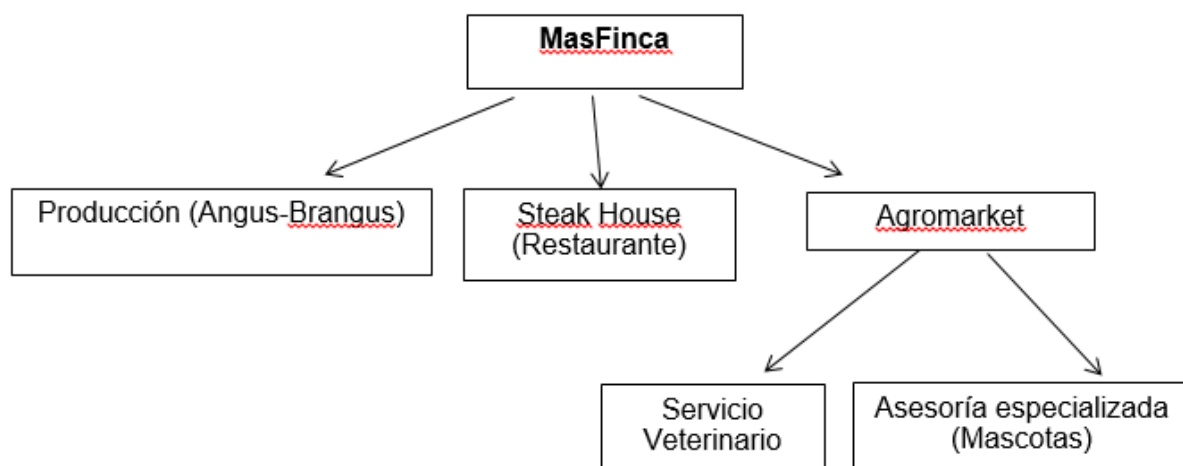 MasFinca
Producción (Angus-Brangus)
Steak House
(Restaurante)
Agromarket
Servicio
Veterinario
Asesoría especializada
(Mascotas)